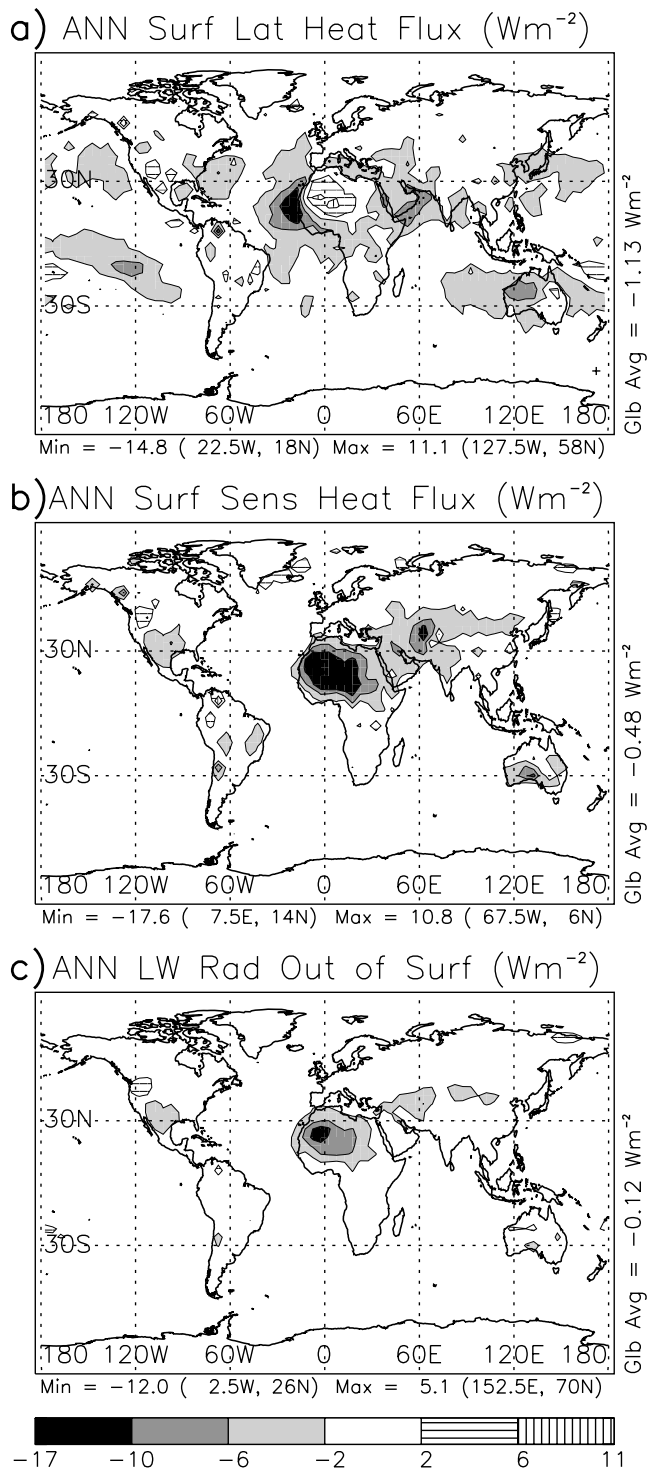 a) ANN Surf Lat Heat Flux (Wm⁻²)
30N
30S
180 120W 60W 0 60E 120E 180
Glb Avg = −1.13 Wm⁻²
Min = −14.8 ( 22.5W, 18N) Max = 11.1 (127.5W, 58N)
b) ANN Surf Sens Heat Flux (Wm⁻²)
30N
30S
180 120W 60W 0 60E 120E 180
Glb Avg = −0.48 Wm⁻²
Min = −17.6 ( 7.5E, 14N) Max = 10.8 ( 67.5W, 6N)
c) ANN LW Rad Out of Surf (Wm⁻²)
30N
30S
180 120W 60W 0 60E 120E 180
Glb Avg = −0.12 Wm⁻²
Min = −12.0 ( 2.5W, 26N) Max = 5.1 (152.5E, 70N)
−17 −10 −6 −2 2 6 11